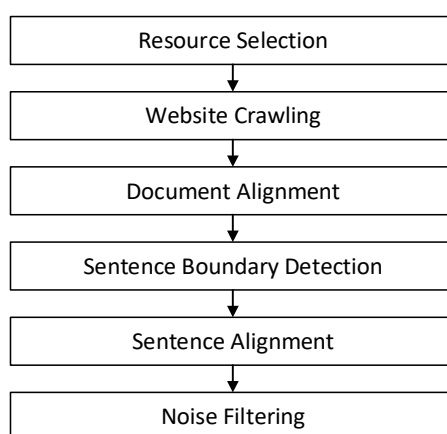 Resource Selection
Website Crawling
Document Alignment
Sentence Boundary Detection
Sentence Alignment
Noise Filtering